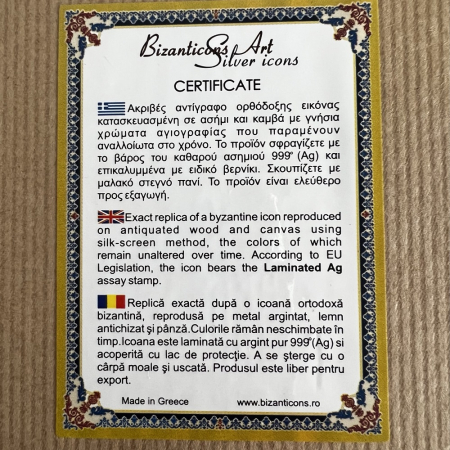 Bizanticons Art
Silver icons
CERTIFICATE
Ακριβές αντίγραφο ορθόδοξης εικόνας
κατασκευασμένη σε ασήμι και καμβά με γνήσια
χρώματα αγιογραφίας που παραμένουν
αναλλοίωτα στο χρόνο. Το προϊόν σφραγίζετε με
το βάρος του καθαρού ασημιού 999° (Ag) και
επικαλυμμένα με ειδικό βερνίκι. Σκουπίζετε με
μαλακό στεγνό πανί. Το προϊόν είναι ελεύθερο
προς εξαγωγή.
Exact replica of a byzantine icon reproduced
on antiquated wood and canvas using
silk-screen method, the colors of which
remain unaltered over time. According to EU
Legislation, the icon bears the Laminated Ag
assay stamp.
Replică exactă după o icoană ortodoxă
bizantină, reprodusă pe metal argintat, lemn
antichizat şi pânză.Culorile rămân neschimbate în
timp.Icoana este laminată cu argint pur 999°(Ag) si
acoperită cu lac de protecţie. A se şterge cu o
cârpă moale şi uscată. Produsul este liber pentru
export.
Made in Greece
www.bizanticons.ro